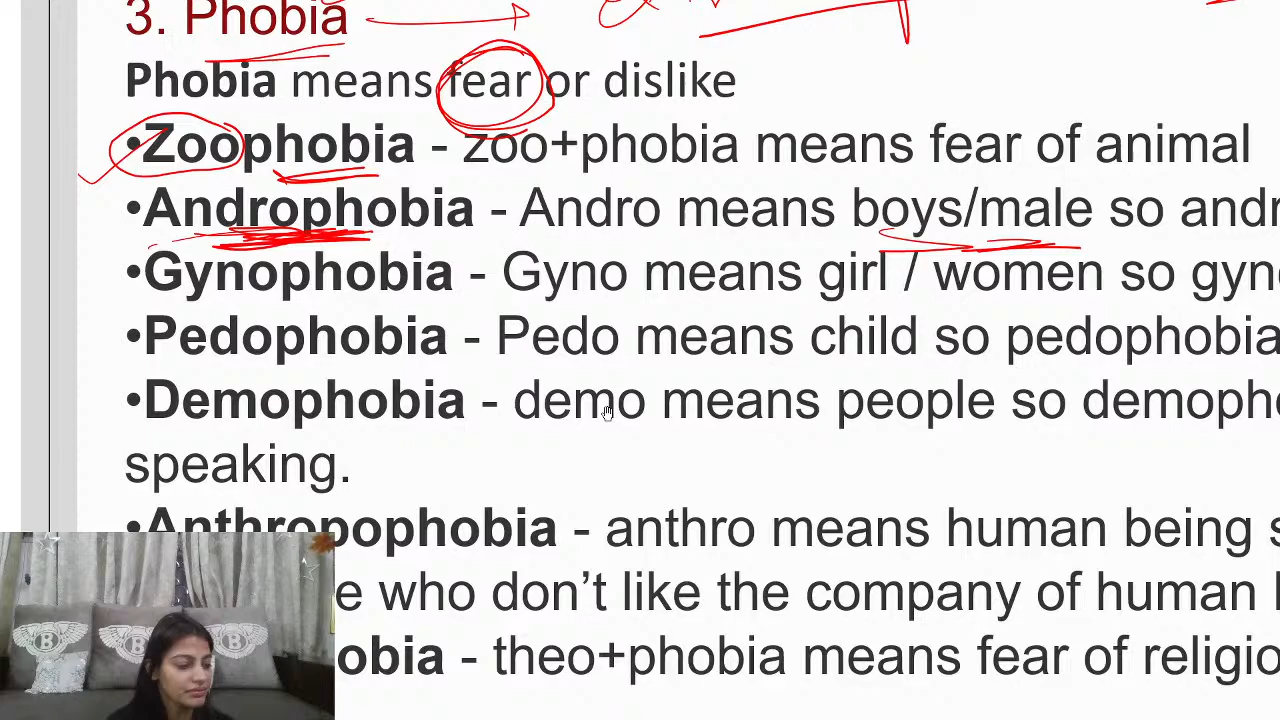 3. Phobia
Phobia means fear or dislike
•Zoophobia - zoo+phobia means fear of animal
•Androphobia - Andro means boys/male so andr
•Gynophobia - Gyno means girl / women so gyno
•Pedophobia - Pedo means child so pedophobia
•Demophobia - demo means people so demopho
speaking.
•Anthropophobia - anthro means human being s
e who don’t like the company of human
obia - theo+phobia means fear of religio
B
B